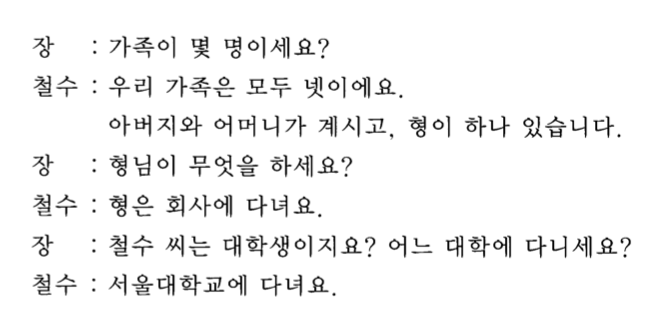 장 : 가족이 몇 명이세요?
철수 : 우리 가족은 모두 넷이에요.
아버지와 어머니가 계시고, 형이 하나 있습니다.
장 : 형님이 무엇을 하세요?
철수 : 형은 회사에 다녀요.
장 : 철수 씨는 대학생이지요? 어느 대학에 다니세요?
철수 : 서울대학교에 다녀요.